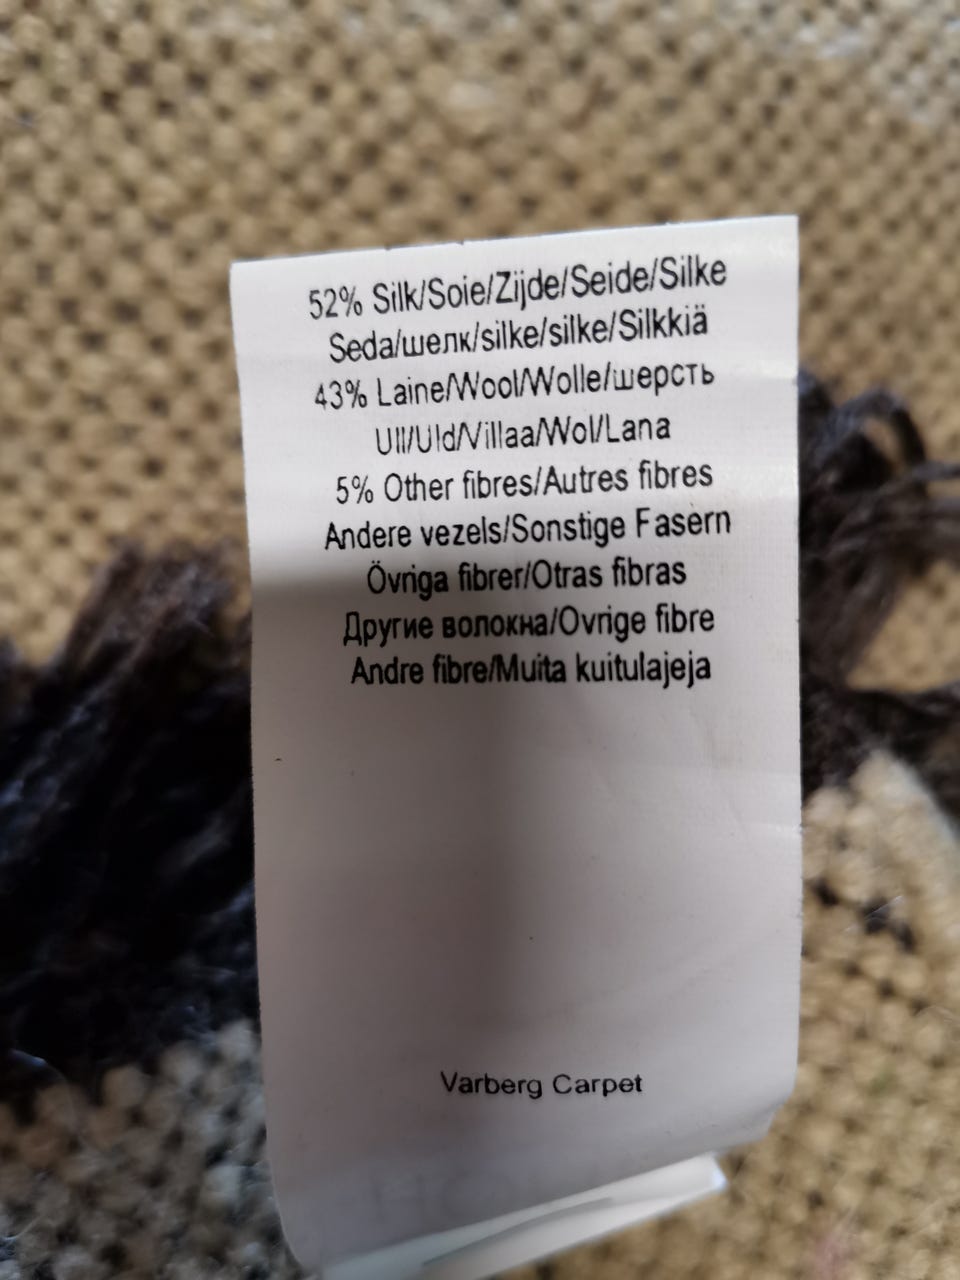 52% Silk/Soie/Zijde/Seide/Silke
Seda/шелк/silke/silke/Silkkiä
43% Laine/Wool/Wolle/шерсть
Ull/Uld/Villaa/Wol/Lana
5% Other fibres/Autres fibres
Andere vezels/Sonstige Fasern
Övriga fibrer/Otras fibras
Другие волокна/Ovrige fibre
Andre fibre/Muita kuitulajeja
Varberg Carpet